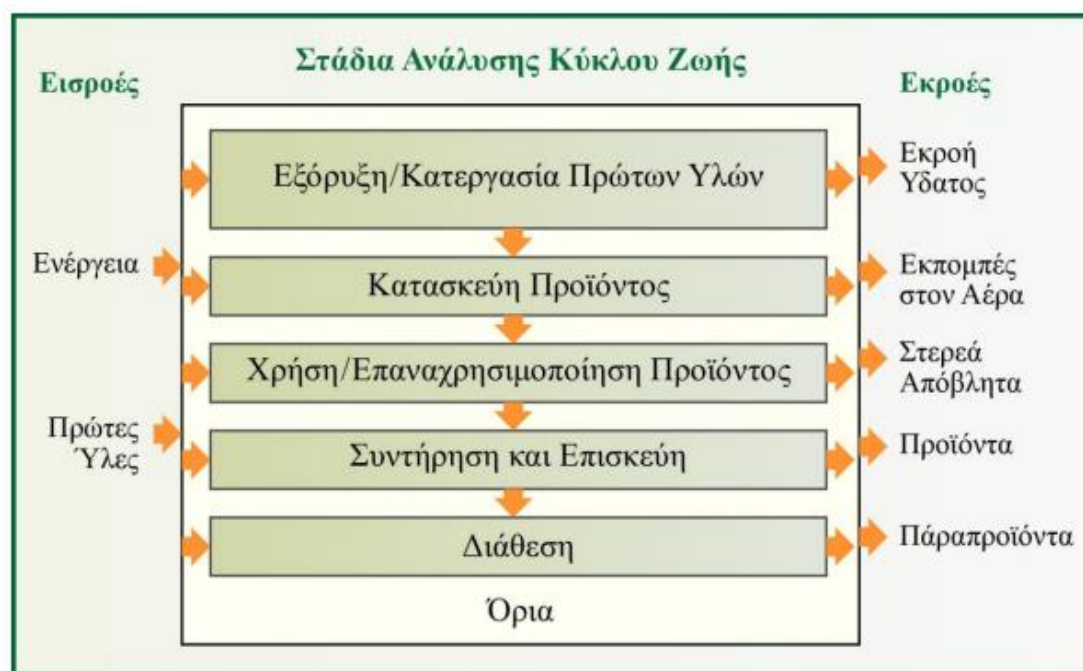 Στάδια Ανάλυσης Κύκλου Ζωής
Εισροές
Εκροές
Εξόρυξη/Κατεργασία Πρώτων Υλών
Εκροή
Υδατος
Ενέργεια
Κατασκεύη Προϊόντος
Εκπομπές
στον Αέρα
Χρήση/Επαναχρησιμοποίηση Προϊόντος
Στερεά
Απόβλητα
Πρώτες
Ύλες
Συντήρηση και Επισκεύη
Προϊόντα
Διάθεση
Πάραπροϊόντα
Όρια